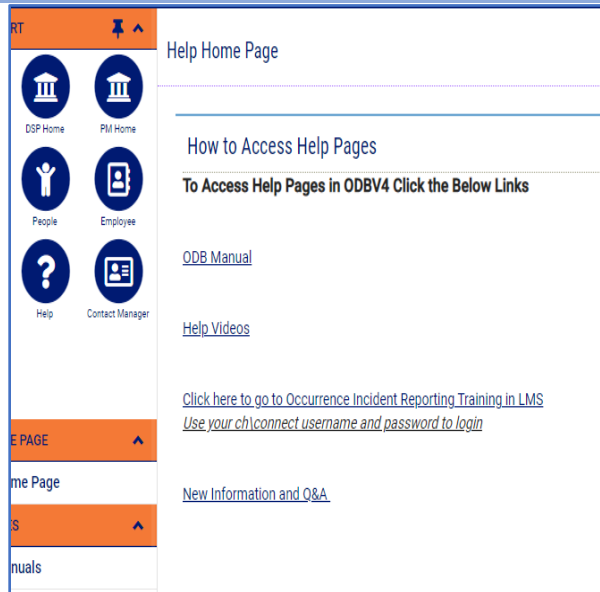 RT
DSP Home
PM Home
People
Employee
Help
Contact Manager
E PAGE
me Page
S
nuals
Help Home Page
How to Access Help Pages
To Access Help Pages in ODBV4 Click the Below Links
ODB Manual
Help Videos
Click here to go to Occurrence Incident Reporting Training in LMS
Use your ch\connect username and password to login
New Information and Q&A